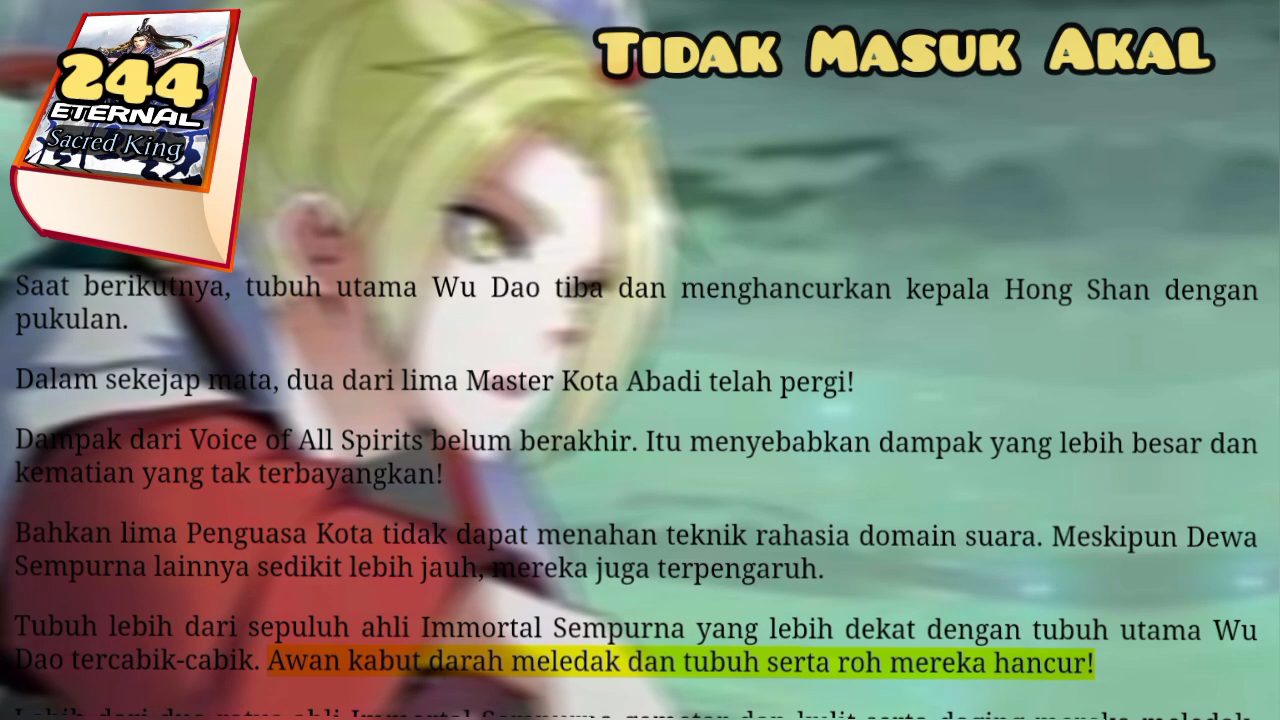 244
ETERNAL
Sacred King
TIDAK MASUK AKAL
Saat berikutnya, tubuh utama Wu Dao tiba dan menghancurkan kepala Hong Shan dengan
pukulan.
Dalam sekejap mata, dua dari lima Master Kota Abadi telah pergi!
Dampak dari Voice of All Spirits belum berakhir. Itu menyebabkan dampak yang lebih besar dan
kematian yang tak terbayangkan!
Bahkan lima Penguasa Kota tidak dapat menahan teknik rahasia domain suara. Meskipun Dewa
Sempurna lainnya sedikit lebih jauh, mereka juga terpengaruh.
Tubuh lebih dari sepuluh ahli Immortal Sempurna yang lebih dekat dengan tubuh utama Wu
Dao tercabik-cabik. Awan kabut darah meledak dan tubuh serta roh mereka hancur!